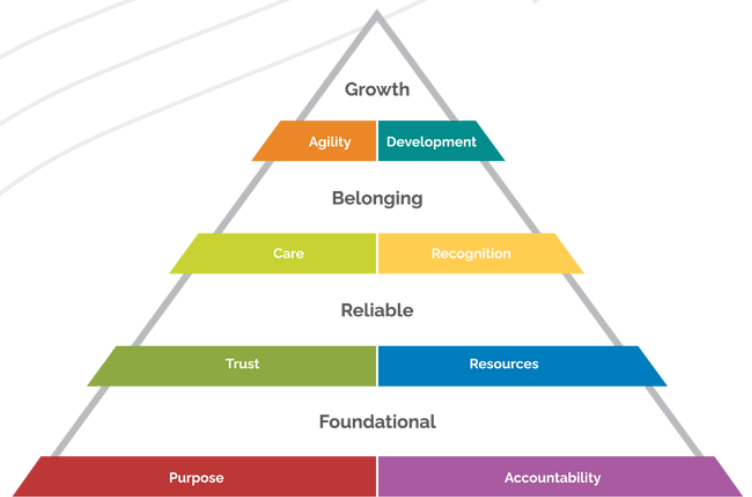 Growth
Agility Development
Belonging
Care Recognition
Reliable
Trust Resources
Foundational
Purpose Accountability